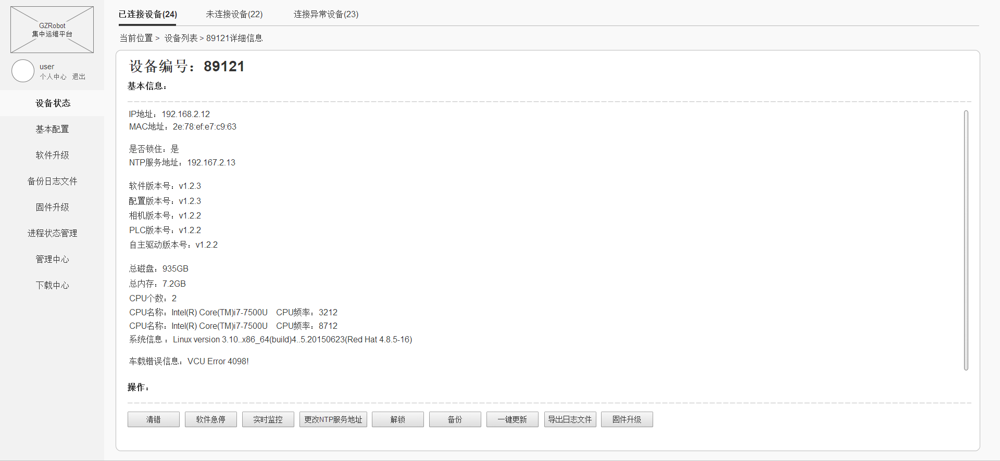 GZRobot
集中运维平台
user
个人中心 退出
设备状态
基本配置
软件升级
备份日志文件
固件升级
进程状态管理
管理中心
下载中心
已连接设备(24) 未连接设备(22) 连接异常设备(23)
当前位置 > 设备列表 > 89121详细信息
设备编号：89121
基本信息：
IP地址：192.168.2.12
MAC地址：2e:78:ef:e7:c9:63
是否锁住：是
NTP服务地址：192.167.2.13
软件版本号：v1.2.3
配置版本号：v1.2.3
相机版本号：v1.2.2
PLC版本号：v1.2.2
自主驱动版本号：v1.2.2
总磁盘：935GB
总内存：7.2GB
CPU个数：2
CPU名称：Intel(R) Core(TM)i7-7500U CPU频率：3212
CPU名称：Intel(R) Core(TM)i7-7500U CPU频率：8712
系统信息 ：Linux version 3.10..x86_64(build)4..5.20150623(Red Hat 4.8.5-16)
车载错误信息：VCU Error 4098!
操作：
清错 软件急停 实时监控 更改NTP服务地址 解锁 备份 一键更新 导出日志文件 固件升级